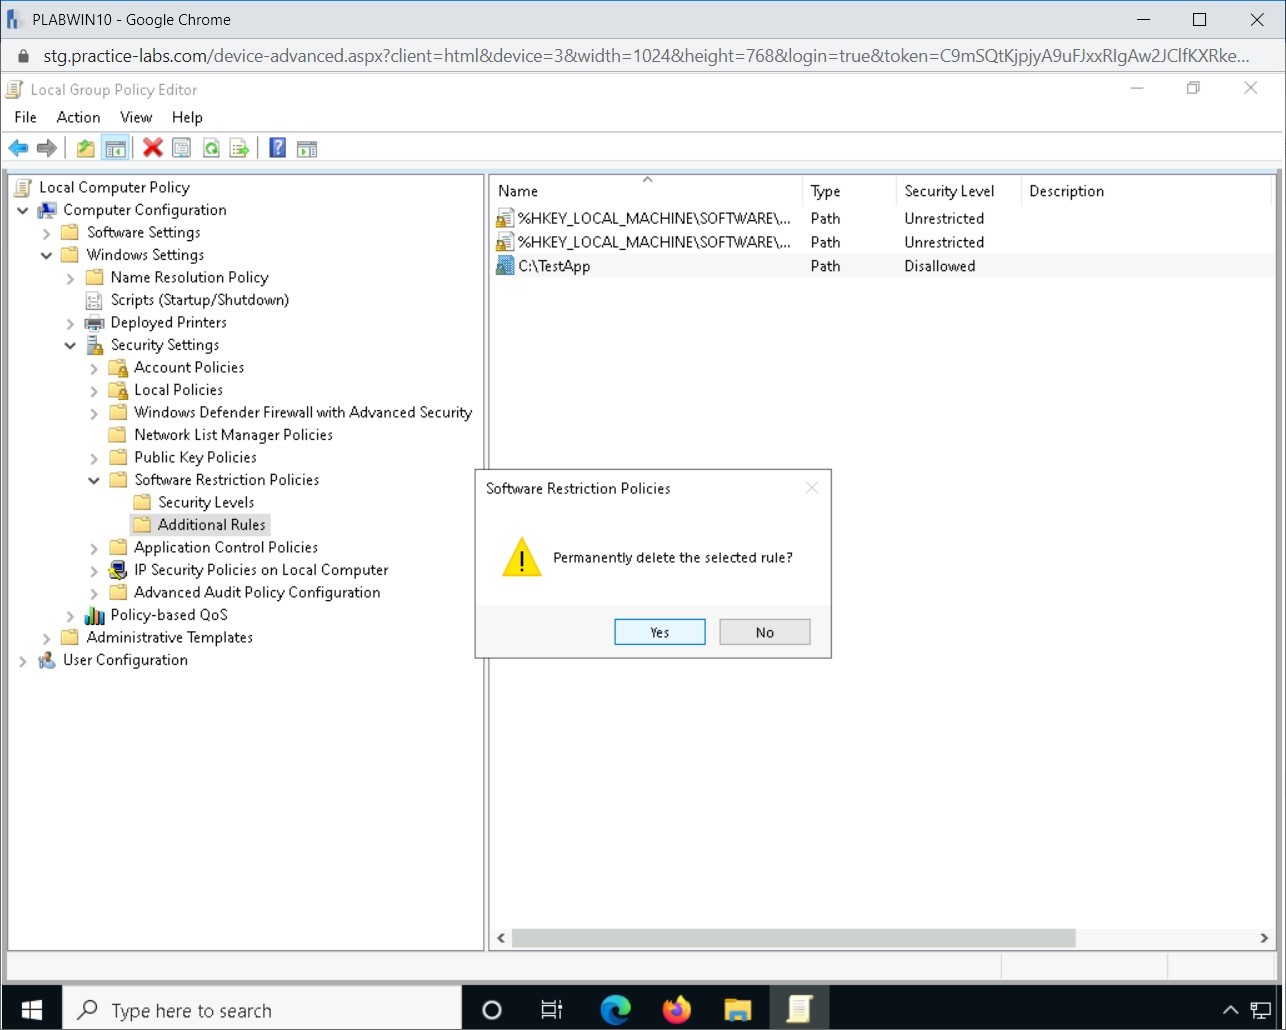 PLABWIN10 - Google Chrome
stg.practice-labs.com/device-advanced.aspx?client=html&device=3&width=1024&height=768&login=true&token=C9mSQtKjpjyA9uFJxxRIgAw2JClfKXRke...
Local Group Policy Editor
File Action View Help
Local Computer Policy
Computer Configuration
Software Settings
Windows Settings
Name Resolution Policy
Scripts (Startup/Shutdown)
Deployed Printers
Security Settings
Account Policies
Local Policies
Windows Defender Firewall with Advanced Security
Network List Manager Policies
Public Key Policies
Software Restriction Policies
Security Levels
Additional Rules
Application Control Policies
IP Security Policies on Local Computer
Advanced Audit Policy Configuration
Policy-based QoS
Administrative Templates
User Configuration
Name Type Security Level Description
%HKEY_LOCAL_MACHINE\SOFTWARE\... Path Unrestricted
%HKEY_LOCAL_MACHINE\SOFTWARE\... Path Unrestricted
C:\TestApp Path Disallowed
Software Restriction Policies
Permanently delete the selected rule?
Yes No
Type here to search